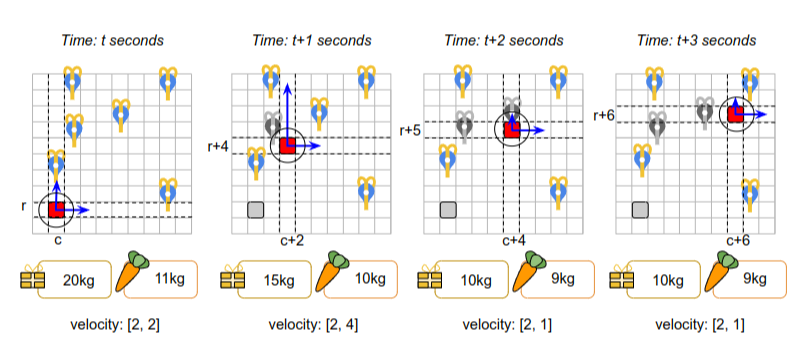 Time: t seconds
Time: t+1 seconds
Time: t+2 seconds
Time: t+3 seconds
r
c
r+4
c+2
r+5
c+4
r+6
c+6
20kg
11kg
15kg
10kg
10kg
9kg
10kg
9kg
velocity: [2, 2]
velocity: [2, 4]
velocity: [2, 1]
velocity: [2, 1]